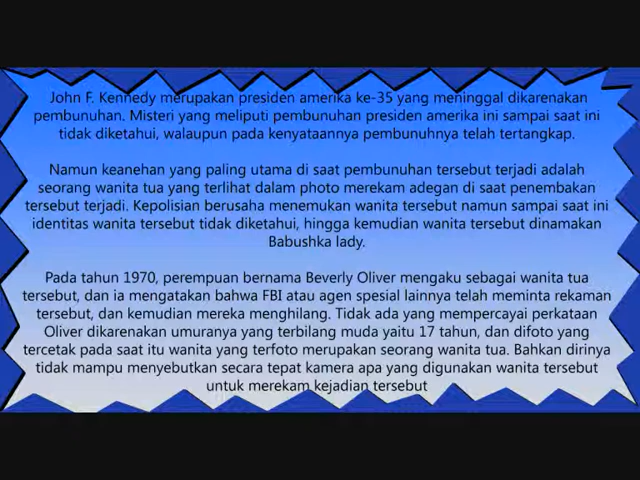 John F. Kennedy merupakan presiden amerika ke-35 yang meninggal dikarenakan
pembunuhan. Misteri yang meliputi pembunuhan presiden amerika ini sampai saat ini
tidak diketahui, walaupun pada kenyataannya pembunuhnya telah tertangkap.
Namun keanehan yang paling utama di saat pembunuhan tersebut terjadi adalah
seorang wanita tua yang terlihat dalam photo merekam adegan di saat penembakan
tersebut terjadi. Kepolisian berusaha menemukan wanita tersebut namun sampai saat ini
identitas wanita tersebut tidak diketahui, hingga kemudian wanita tersebut dinamakan
Babushka lady.
Pada tahun 1970, perempuan bernama Beverly Oliver mengaku sebagai wanita tua
tersebut, dan ia mengatakan bahwa FBI atau agen spesial lainnya telah meminta rekaman
tersebut, dan kemudian mereka menghilang. Tidak ada yang mempercayai perkataan
Oliver dikarenakan umuranya yang terbilang muda yaitu 17 tahun, dan difoto yang
tercetak pada saat itu wanita yang terfoto merupakan seorang wanita tua. Bahkan dirinya
tidak mampu menyebutkan secara tepat kamera apa yang digunakan wanita tersebut
untuk merekam kejadian tersebut